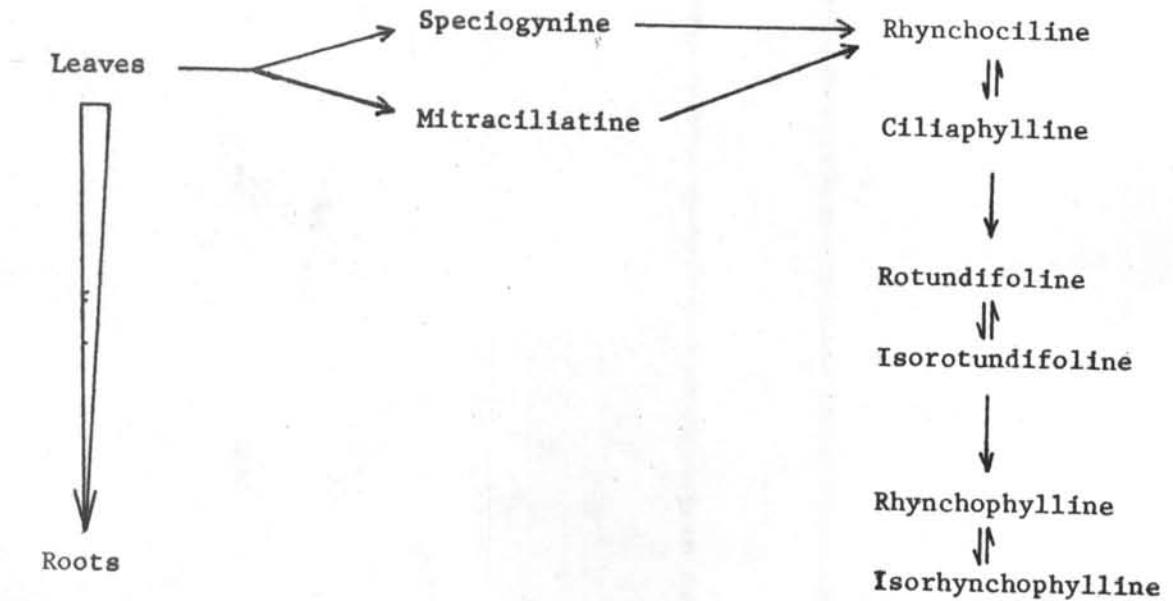 Speciogynine
Rhynchociline
Leaves
Mitraciliatine
Ciliaphylline
Rotundifoline
Isorotundifoline
Rhynchophylline
Roots
Isorhynchophylline